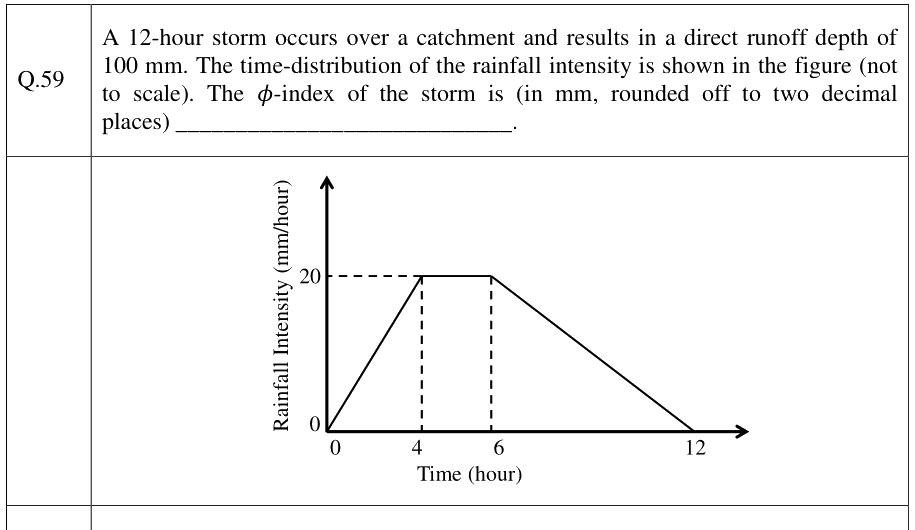 Q.59
A 12-hour storm occurs over a catchment and results in a direct runoff depth of
100 mm. The time-distribution of the rainfall intensity is shown in the figure (not
to scale). The ϕ-index of the storm is (in mm, rounded off to two decimal
places) ______________________________.
Rainfall Intensity (mm/hour)
20
0
0 4 6 12
Time (hour)